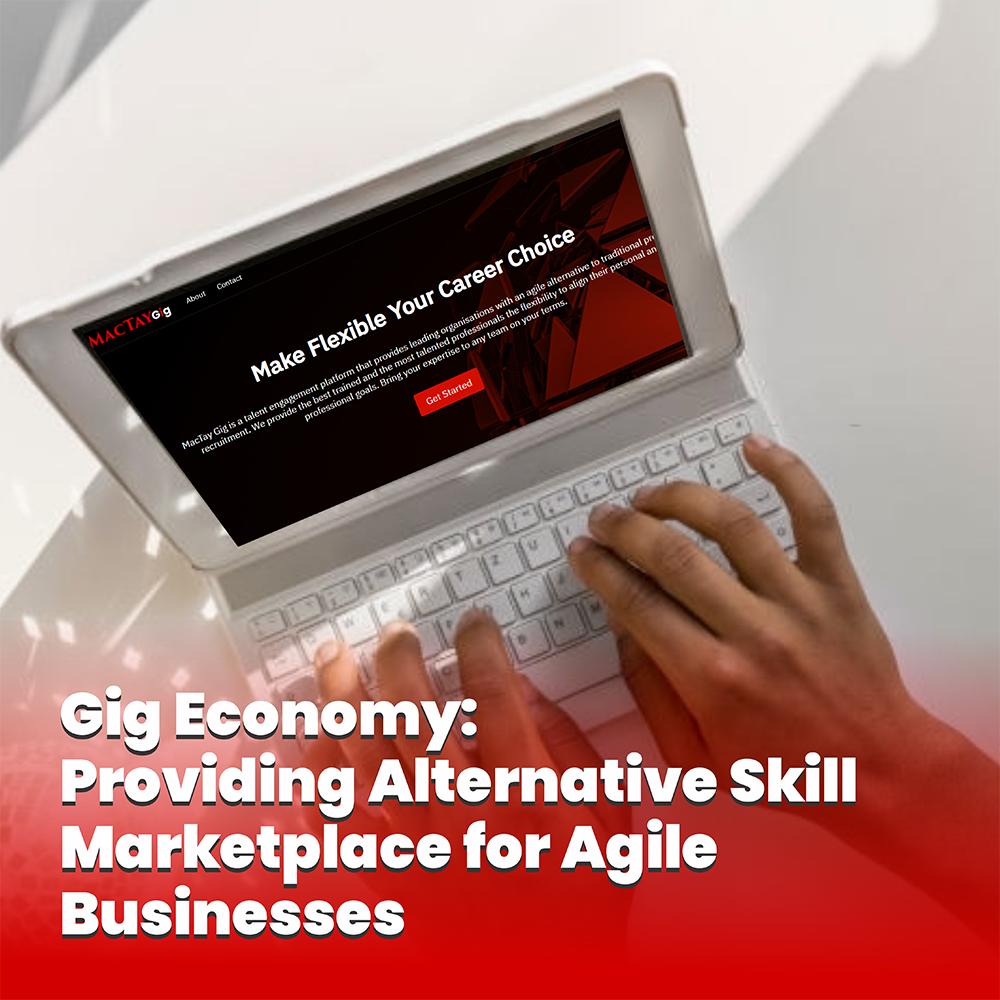 MACTAYGig
About Contact
Make Flexible Your Career Choice
MacTay Gig is a talent engagement platform that provides leading organisations with an agile alternative to traditional
recruitment. We provide the best trained and the most talented professionals the flexibility to align their personal
professional goals. Bring your expertise to any team on your terms.
Get Started
W E R T Z U I
H
B N M
Gig Economy:
Providing Alternative Skill
Marketplace for Agile
Businesses